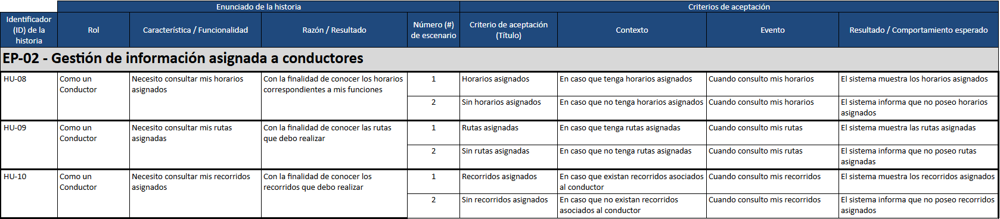 Enunciado de la historia
Criterios de aceptación
Identificador
(ID) de la
historia
Rol
Característica / Funcionalidad
Razón / Resultado
Número (#)
de escenario
Criterio de aceptación
(Título)
Contexto
Evento
Resultado / Comportamiento esperado
EP-02 - Gestión de información asignada a conductores
HU-08
Como un
Conductor
Necesito consultar mis horarios
asignados
Con la finalidad de conocer los horarios
correspondientes a mis funciones
1
Horarios asignados
En caso que tenga horarios asignados
Cuando consulto mis horarios
El sistema muestra los horarios asignados
2
Sin horarios asignados
En caso que no tenga horarios asignados
Cuando consulto mis horarios
El sistema informa que no poseo horarios
asignados
HU-09
Como un
Conductor
Necesito consultar mis rutas
asignadas
Con la finalidad de conocer las rutas
que debo realizar
1
Rutas asignadas
En caso que tenga rutas asignadas
Cuando consulto mis rutas
El sistema muestra las rutas asignadas
2
Sin rutas asignadas
En caso que no tenga rutas asignadas
Cuando consulto mis rutas
El sistema informa que no poseo rutas
asignadas
HU-10
Como un
Conductor
Necesito consultar mis recorridos
asignados
Con la finalidad de conocer los
recorridos que debo realizar
1
Recorridos asignados
En caso que existan recorridos asociados
al conductor
Cuando consulto mis recorridos
El sistema muestra los recorridos asignados
2
Sin recorridos asignados
En caso que no existan recorridos
asociados al conductor
Cuando consulto mis recorridos
El sistema informa que no poseo recorridos
asignados